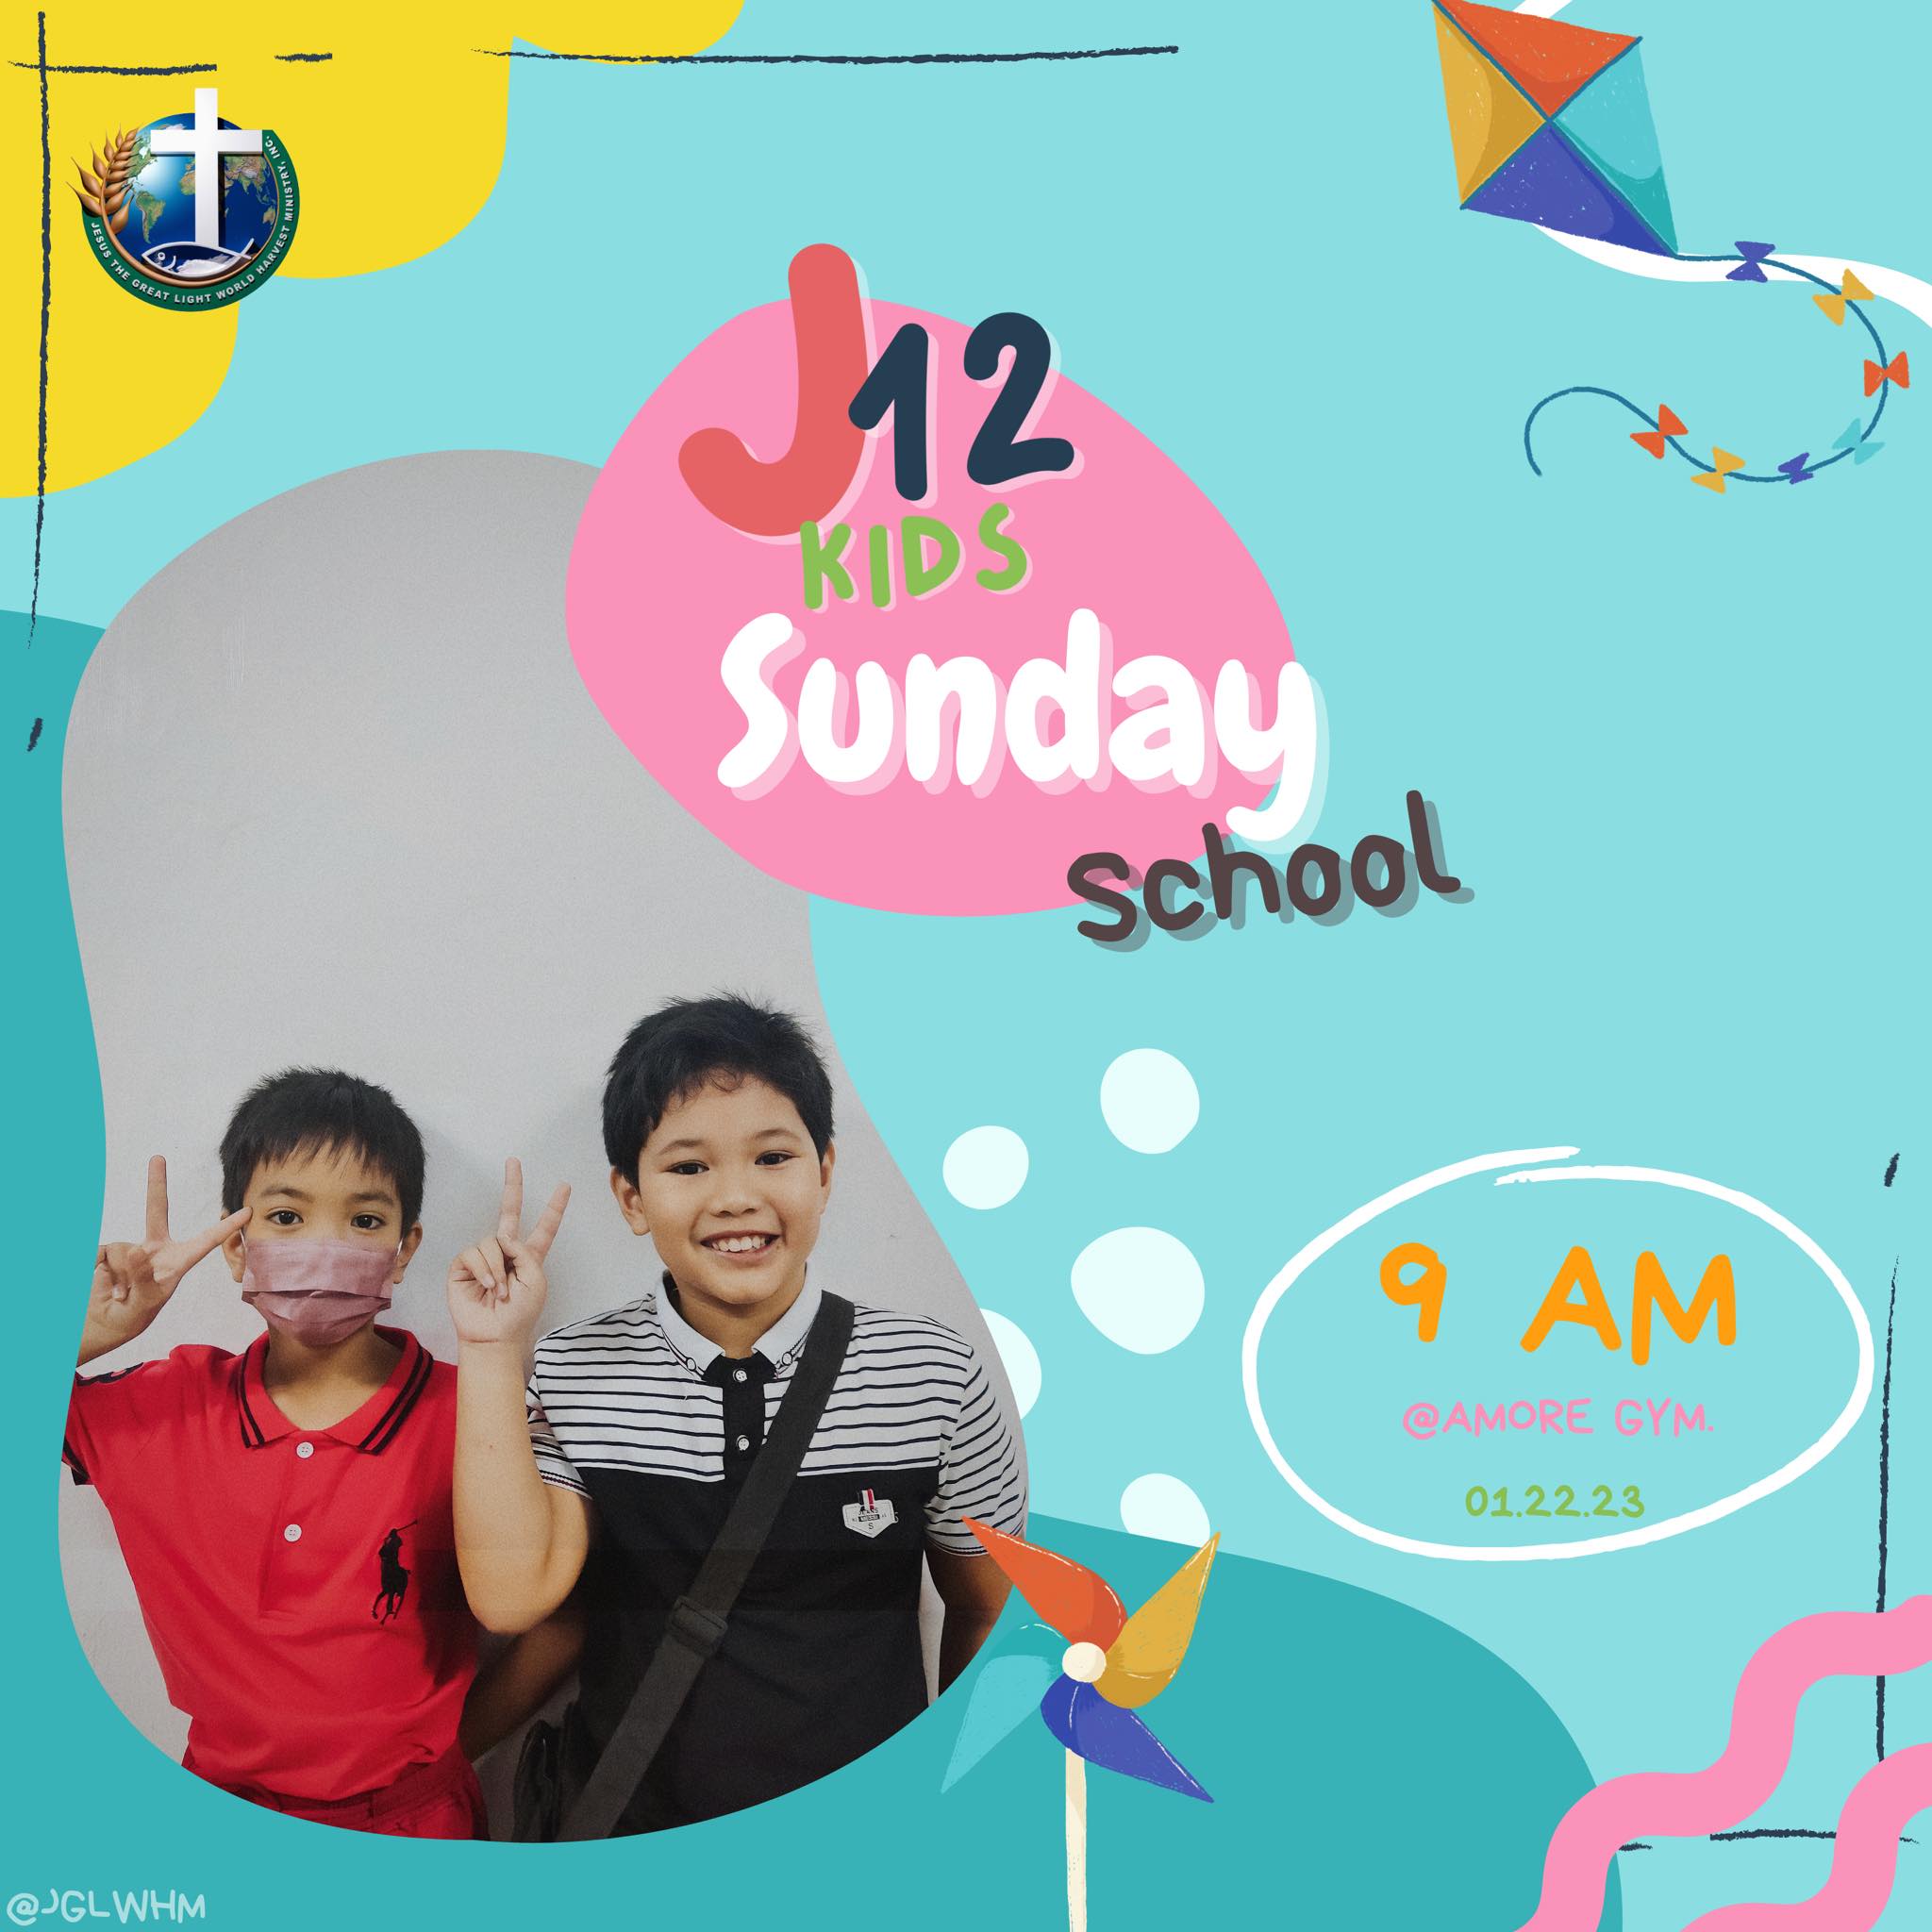 JESUS THE GREAT LIGHT WORLD HARVEST MINISTRY, INC.
J12
KIDS
Sunday
school
9 AM
@AMORE GYM.
01.22.23
@JGLWHM